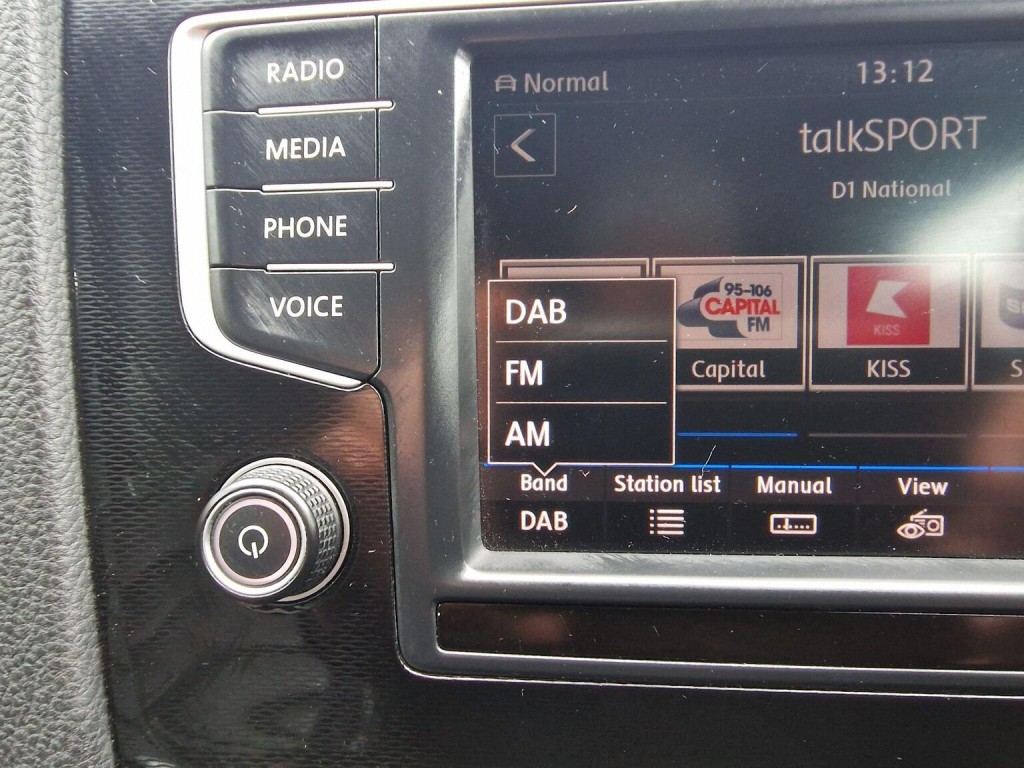 RADIO
MEDIA
PHONE
VOICE
Normal
13:12
talkSPORT
D1 National
DAB
FM
AM
95-106
CAPITAL
FM
Capital
KISS
KISS
Band
DAB
Station list
Manual
View